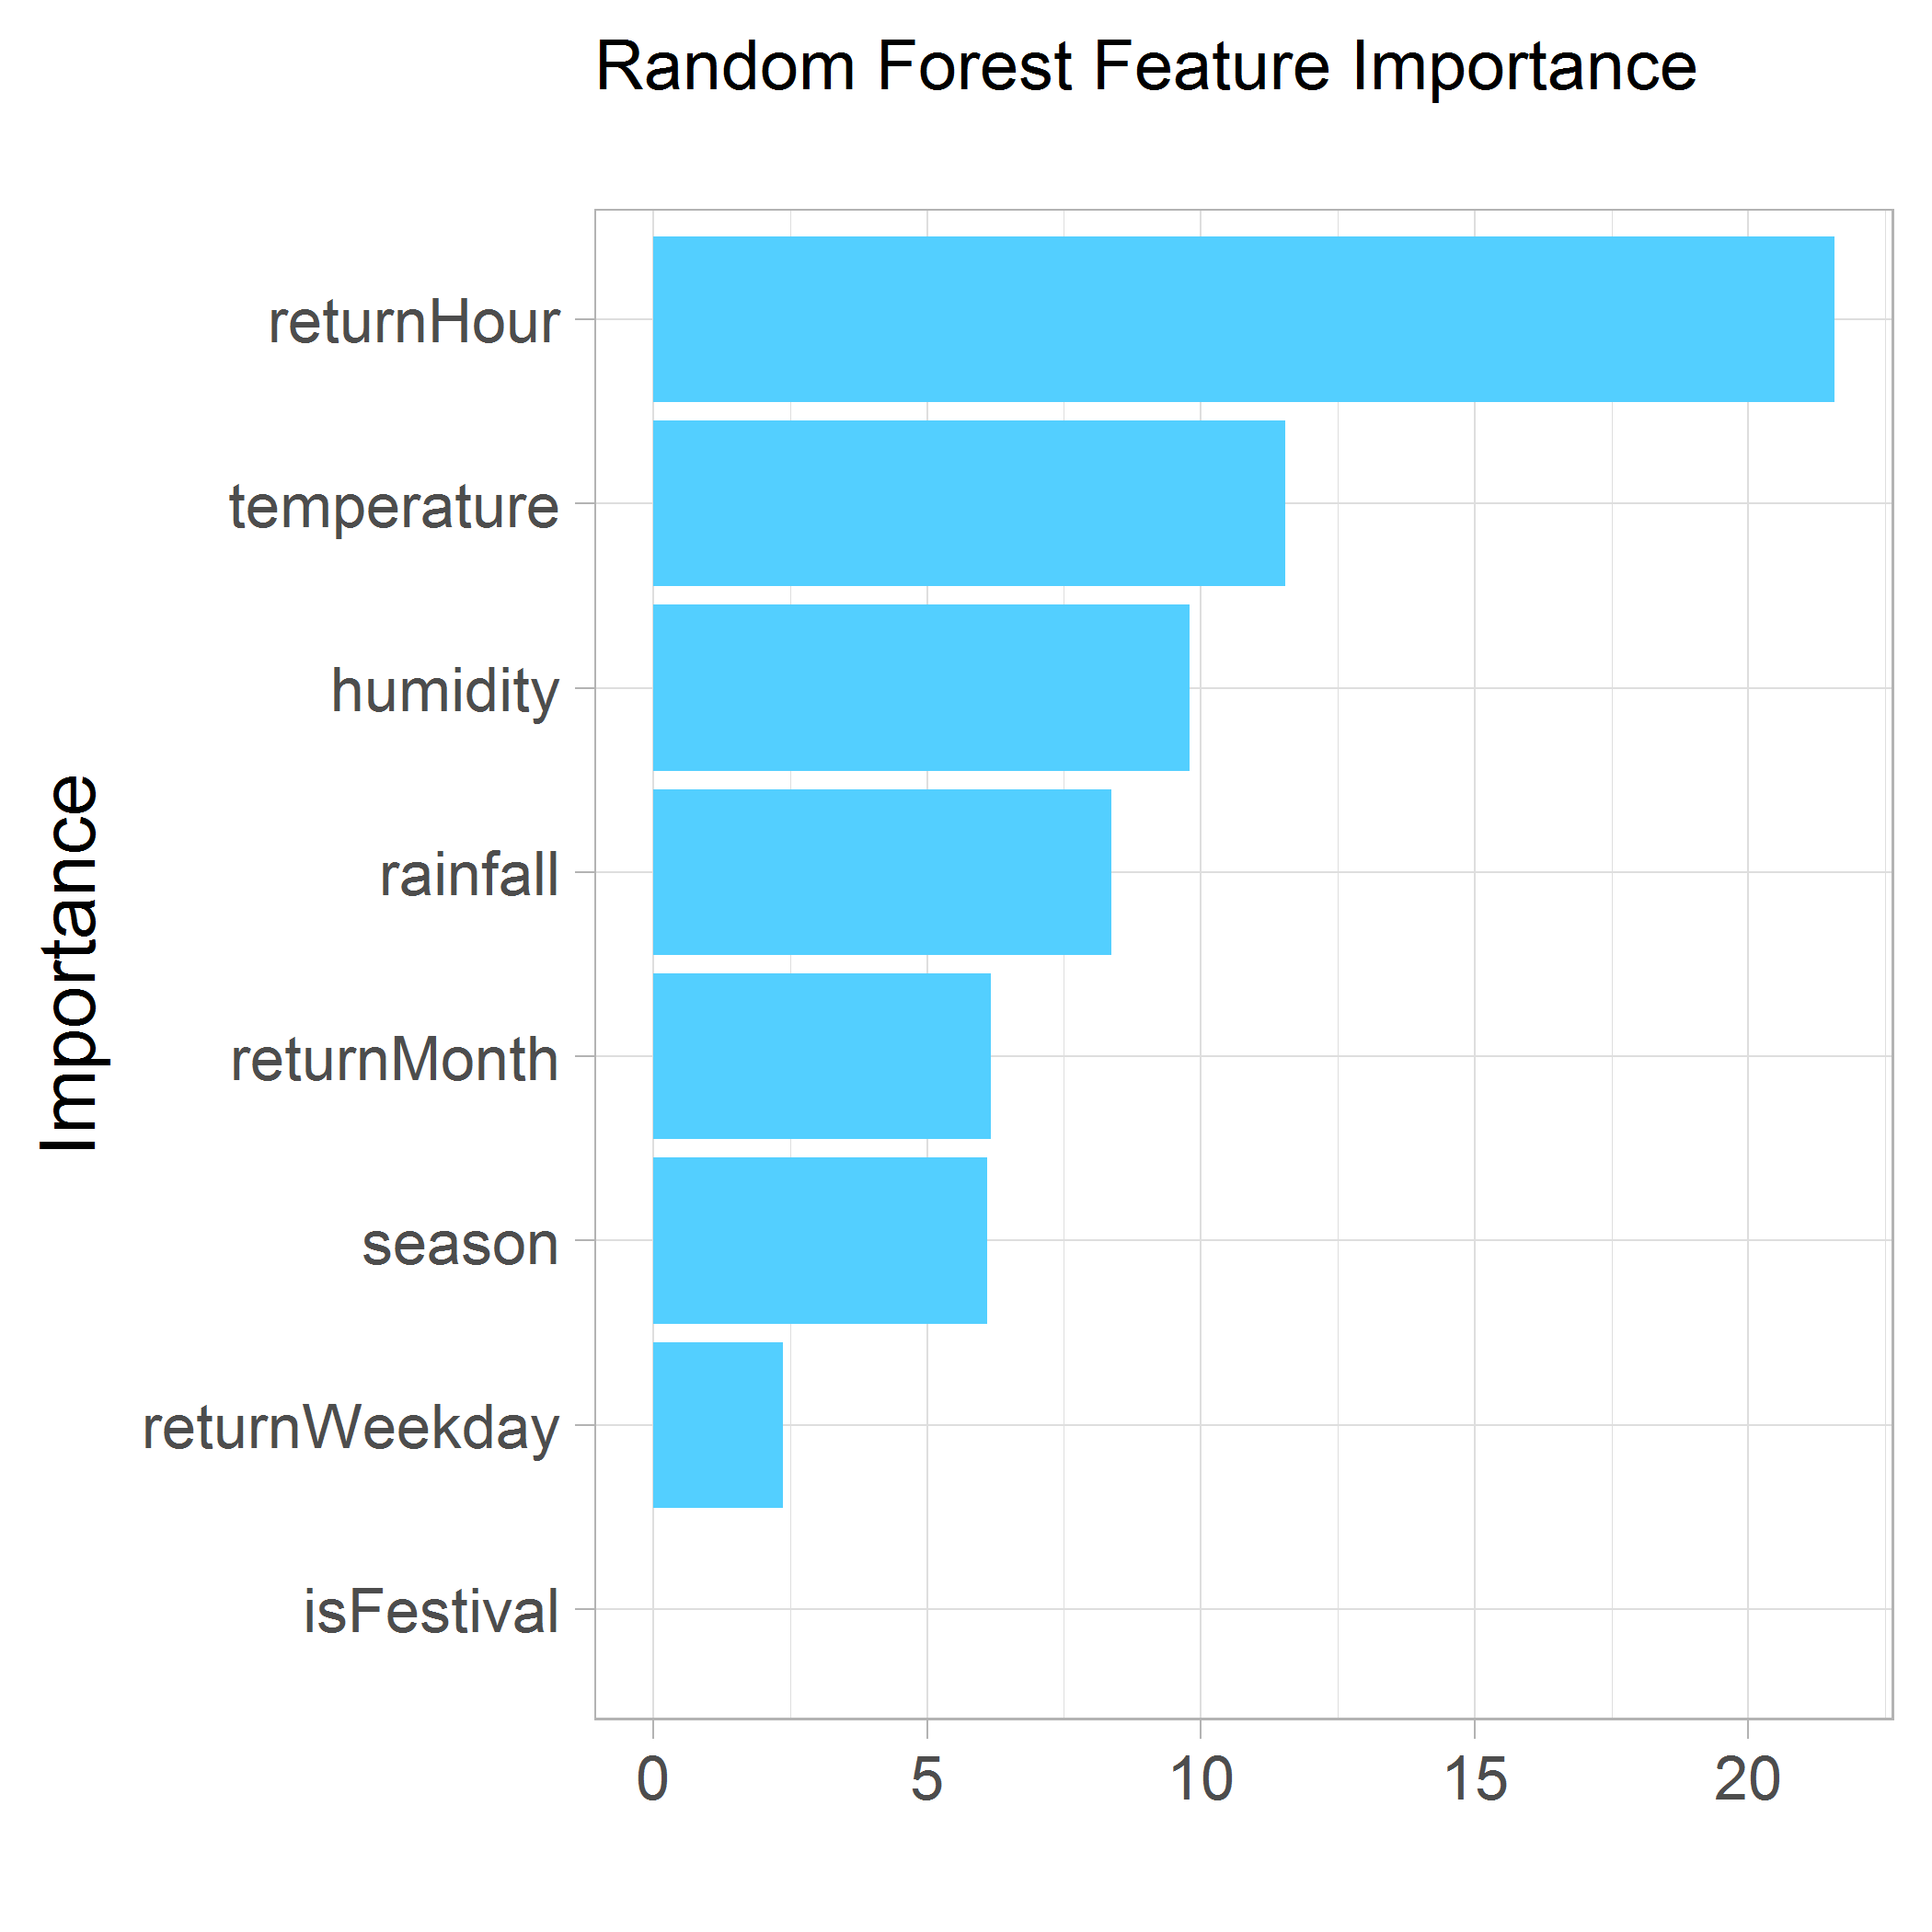 Random Forest Feature Importance
Importance
returnHour
temperature
humidity
rainfall
returnMonth
season
returnWeekday
isFestival
0 5 10 15 20